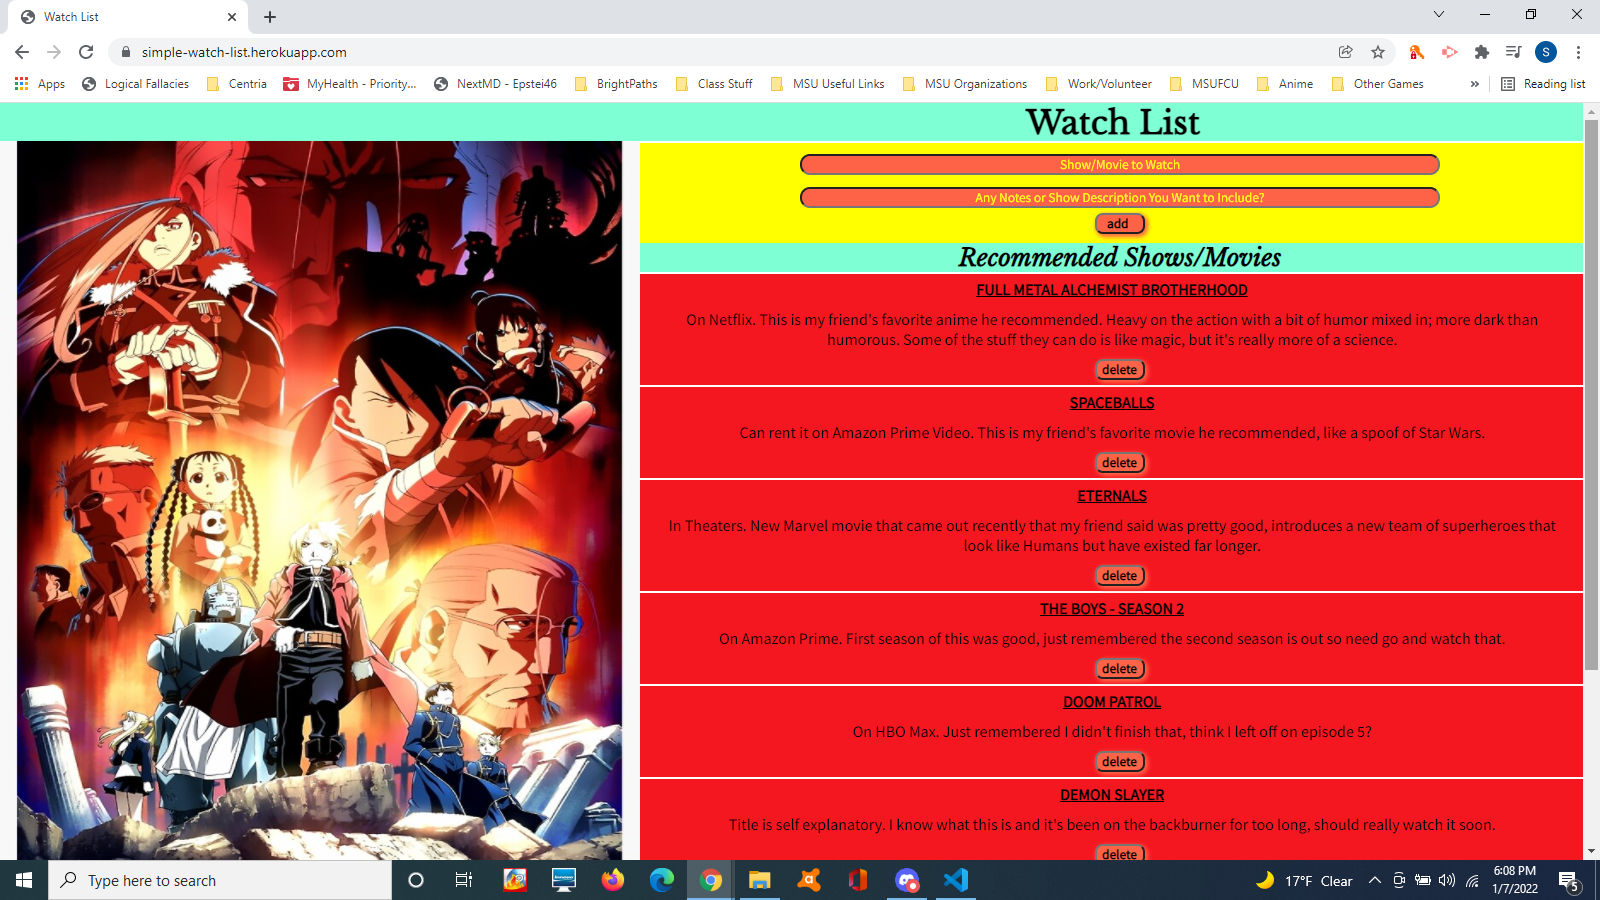 Watch List
simple-watch-list.herokuapp.com
S
Apps Logical Fallacies Centria MyHealth - Priority... NextMD - Epstei46 BrightPaths Class Stuff MSU Useful Links MSU Organizations Work/Volunteer MSUFCU Anime Other Games » Reading list
Watch List
Show/Movie to Watch
Any Notes or Show Description You Want to Include?
add
Recommended Shows/Movies
FULL METAL ALCHEMIST BROTHERHOOD
On Netflix. This is my friend's favorite anime he recommended. Heavy on the action with a bit of humor mixed in; more dark than
humorous. Some of the stuff they can do is like magic, but it's really more of a science.
delete
SPACEBALLS
Can rent it on Amazon Prime Video. This is my friend's favorite movie he recommended, like a spoof of Star Wars.
delete
ETERNALS
In Theaters. New Marvel movie that came out recently that my friend said was pretty good, introduces a new team of superheroes that
look like Humans but have existed far longer.
delete
THE BOYS - SEASON 2
On Amazon Prime. First season of this was good, just remembered the second season is out so need go and watch that.
delete
DOOM PATROL
On HBO Max. Just remembered I didn't finish that, think I left off on episode 5?
delete
DEMON SLAYER
Title is self explanatory. I know what this is and it's been on the backburner for too long, should really watch it soon.
delete
Type here to search
17°F Clear
6:08 PM
1/7/2022
5